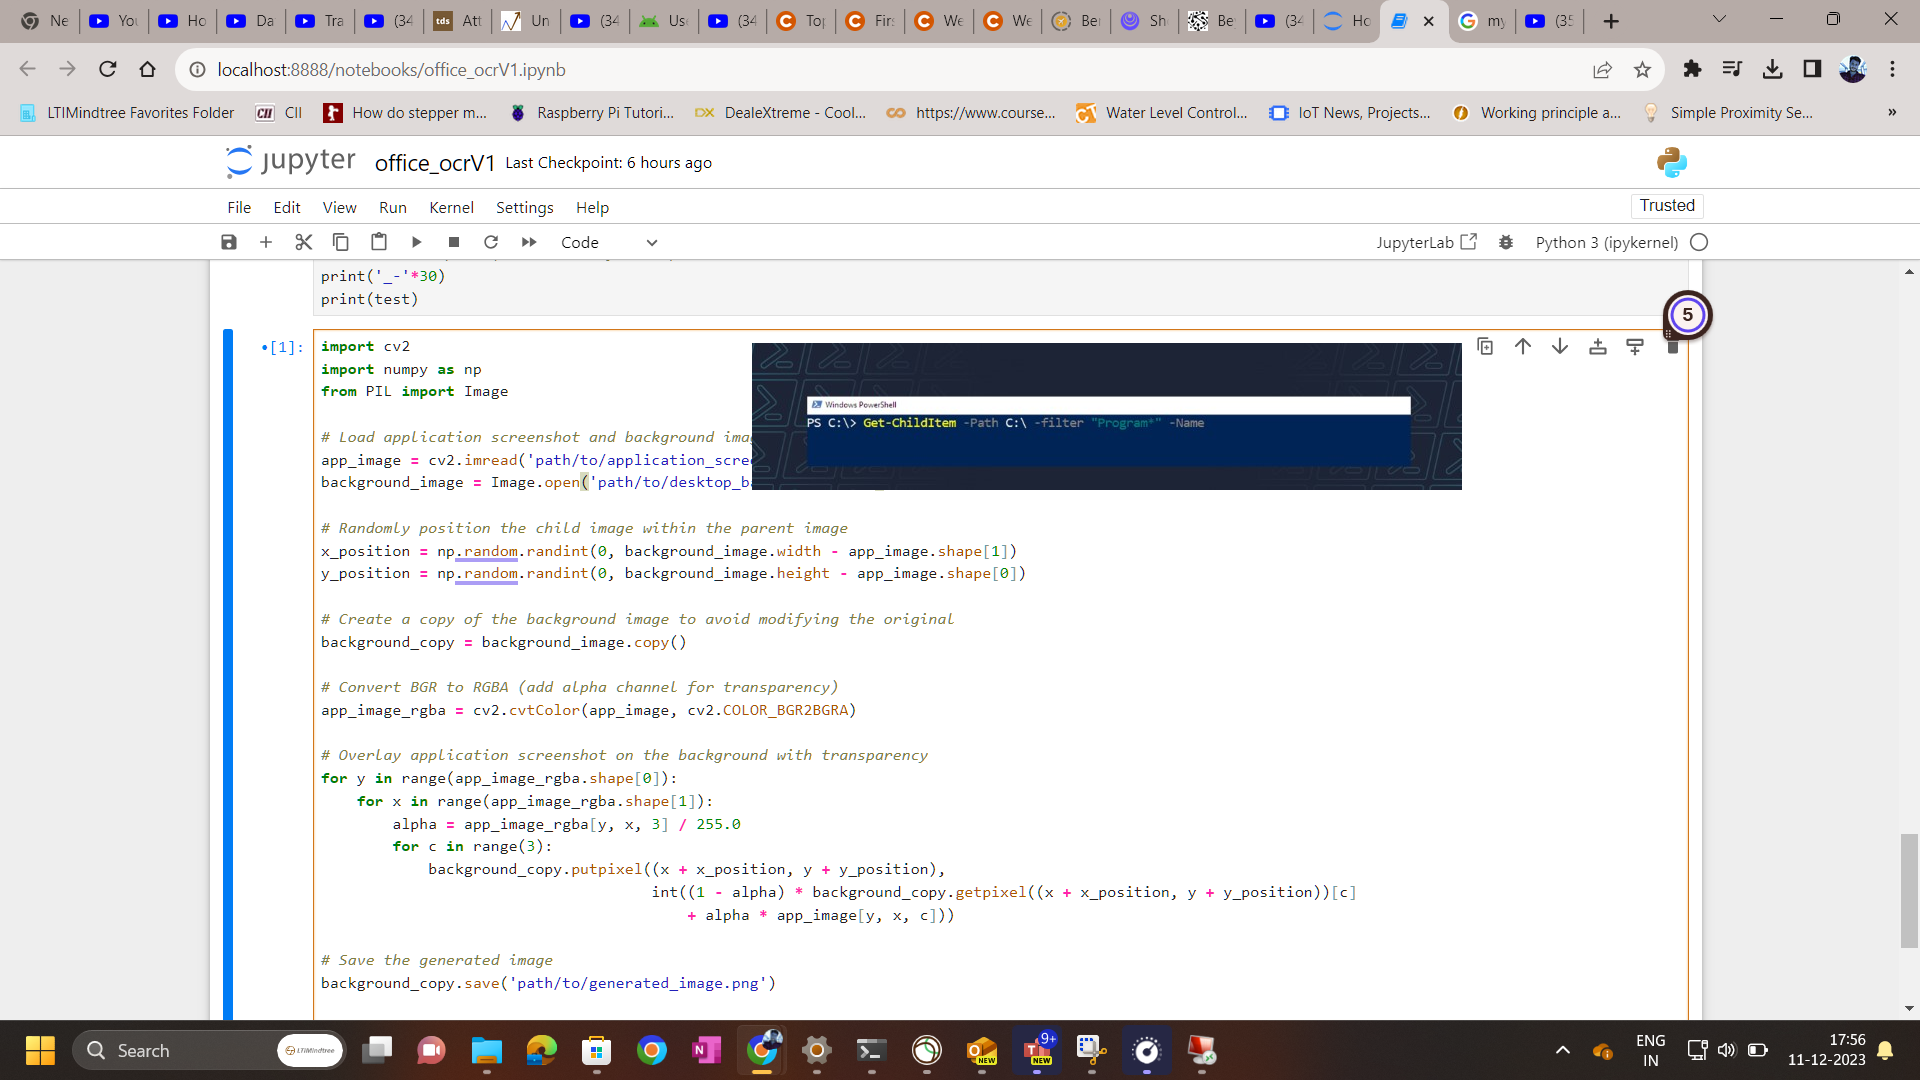 Ne
You
Ho
Da
Tra
(34
Att
Un
(34
Use
(34
Top
Firs
We
We
Ber
Sh
Be
(34
Ho
my
(35
localhost:8888/notebooks/office_ocrV1.ipynb
LTIMindtree Favorites Folder
CII
How do stepper m...
Raspberry Pi Tutori...
DealeXtreme - Cool...
https://www.course...
Water Level Control...
IoT News, Projects...
Working principle a...
Simple Proximity Se...
»
jupyter office_ocrV1 Last Checkpoint: 6 hours ago
File Edit View Run Kernel Settings Help
Trusted
Code
JupyterLab
Python 3 (ipykernel)
print('_-'*30)
print(test)
5
•[1]:
import cv2
import numpy as np
from PIL import Image
Windows PowerShell
PS C:\> Get-ChildItem -Path C:\ -filter "Program*" -Name
# Load application screenshot and background ima
app_image = cv2.imread('path/to/application_scre
background_image = Image.open('path/to/desktop_b
# Randomly position the child image within the parent image
x_position = np.random.randint(0, background_image.width - app_image.shape[1])
y_position = np.random.randint(0, background_image.height - app_image.shape[0])
# Create a copy of the background image to avoid modifying the original
background_copy = background_image.copy()
# Convert BGR to RGBA (add alpha channel for transparency)
app_image_rgba = cv2.cvtColor(app_image, cv2.COLOR_BGR2BGRA)
# Overlay application screenshot on the background with transparency
for y in range(app_image_rgba.shape[0]):
    for x in range(app_image_rgba.shape[1]):
        alpha = app_image_rgba[y, x, 3] / 255.0
        for c in range(3):
            background_copy.putpixel((x + x_position, y + y_position),
                                     int((1 - alpha) * background_copy.getpixel((x + x_position, y + y_position))[c]
                                         + alpha * app_image[y, x, c]))
# Save the generated image
background_copy.save('path/to/generated_image.png')
Search
LTIMindtree
NEW
9+
NEW
ENG
IN
17:56
11-12-2023